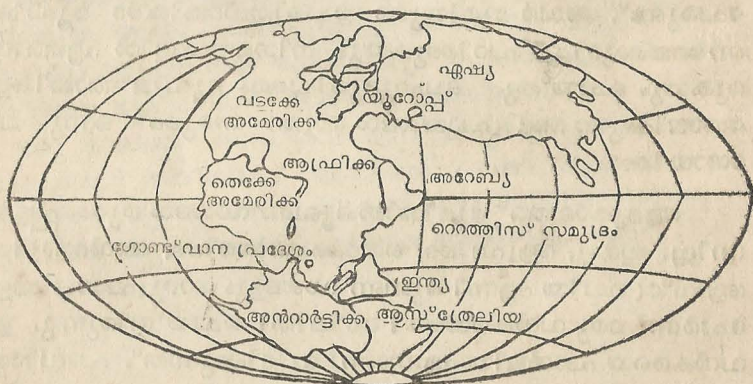 ഏഷ്യ
യൂറോപ്പ്
വടക്കേ
അമേരിക്ക
ആഫ്രിക്ക
അറേബ്യ
തെക്കേ
അമേരിക്ക
റൈത്തിസ് സമുദ്രം
ഗോണ്ട്‌വാന പ്രദേശം
ഇന്ത്യ
അൻറാർട്ടിക്ക
ആസ്ത്രേലിയ